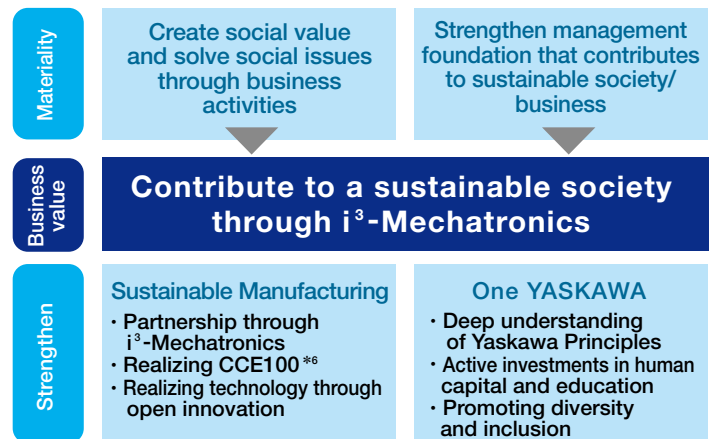 Materiality
Create social value
and solve social issues
through business
activities
Strengthen management
foundation that contributes
to sustainable society/
business
Business
value
Contribute to a sustainable society
through i³-Mechatronics
Strengthen
Sustainable Manufacturing
・Partnership through
i³-Mechatronics
・Realizing CCE100 *6
・Realizing technology through
open innovation
One YASKAWA
・Deep understanding
of Yaskawa Principles
・Active investments in human
capital and education
・Promoting diversity
and inclusion